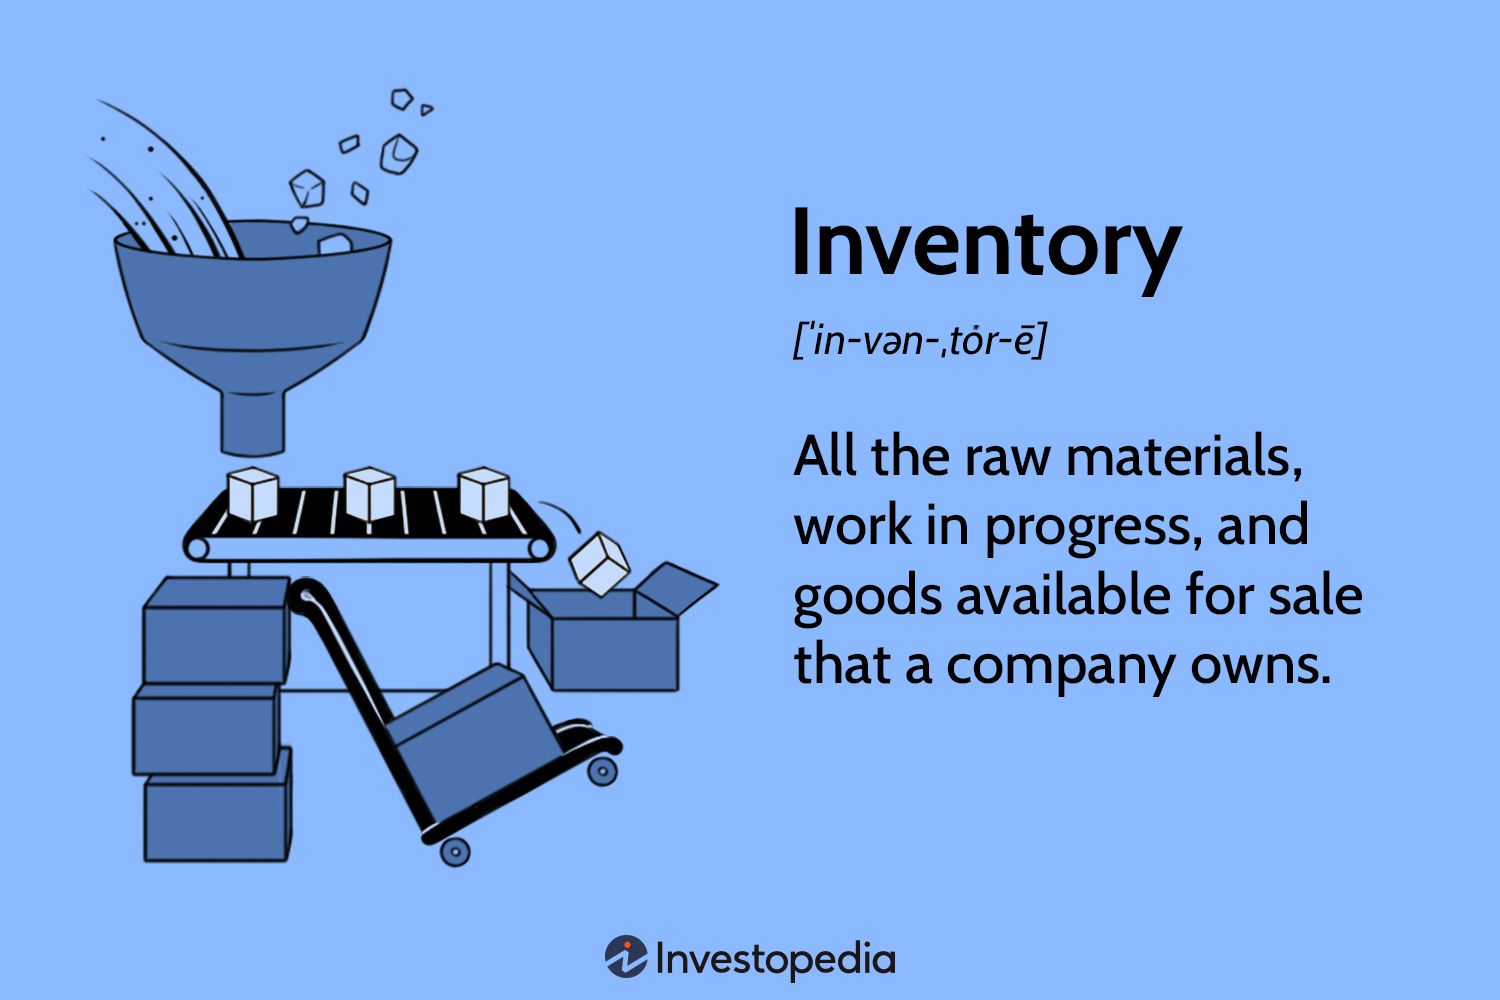 Inventory
[ˈin-vən-ˌtȯr-ē]
All the raw materials,
work in progress, and
goods available for sale
that a company owns.
Investopedia